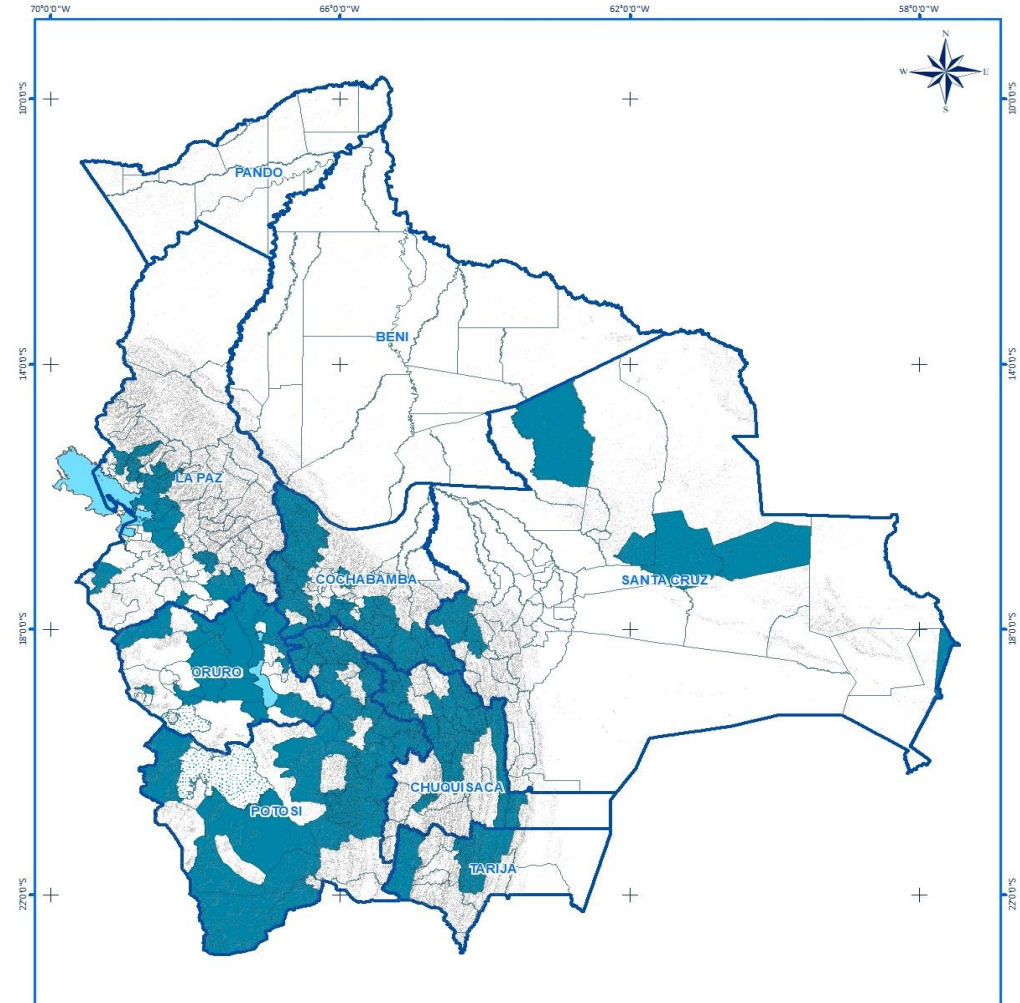 70°0'0"W 66°0'0"W 62°0'0"W 58°0'0"W
N
W E
S
10°0'0"S 10°0'0"S
PANDO
BENI
14°0'0"S 14°0'0"S
LA PAZ
COCHABAMBA
SANTA CRUZ
18°0'0"S 18°0'0"S
ORURO
CHUQUISACA
POTOSI
TARIJA
22°0'0"S 22°0'0"S